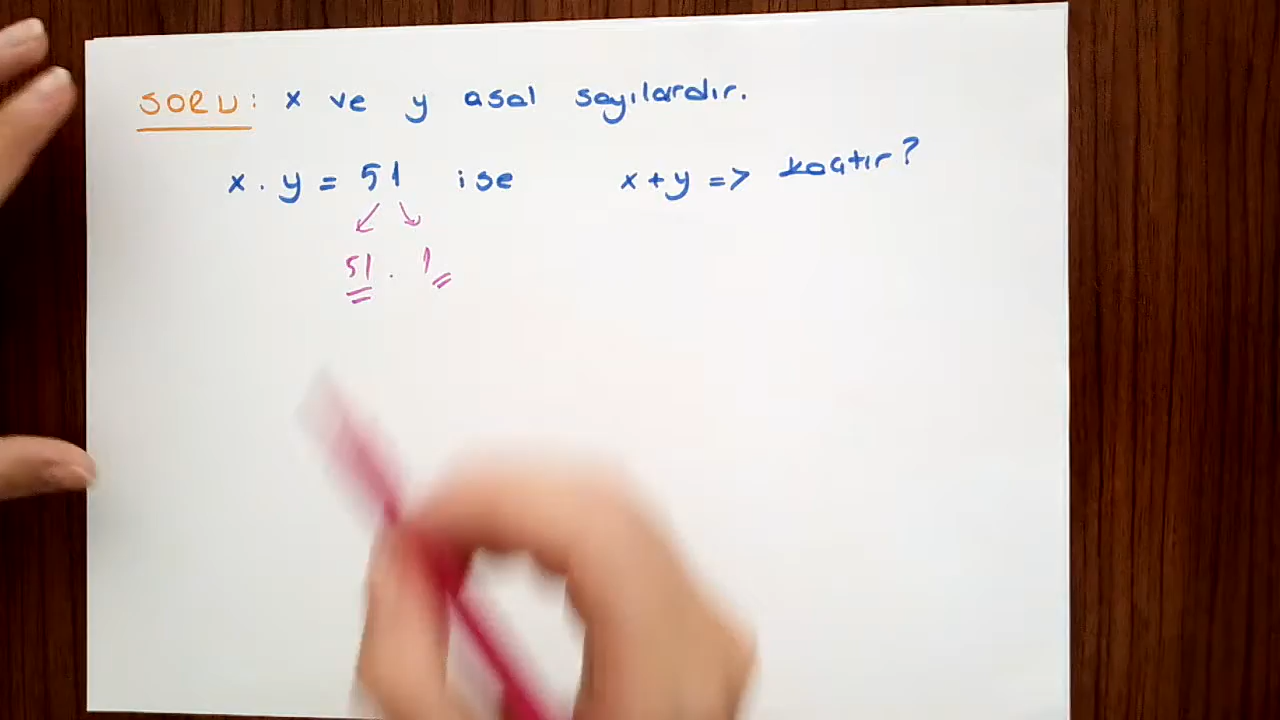 SORU: x ve y asal sayılardır.
x . y = 51 ise x+y => kaçtır?
51 . 1